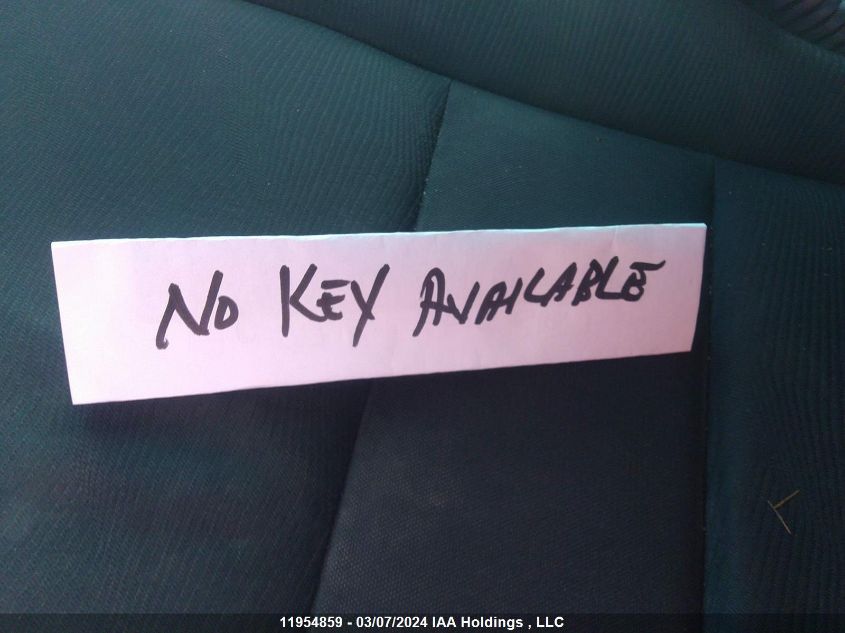 No KEY AVAILABLE
11954859 - 03/07/2024 IAA Holdings , LLC